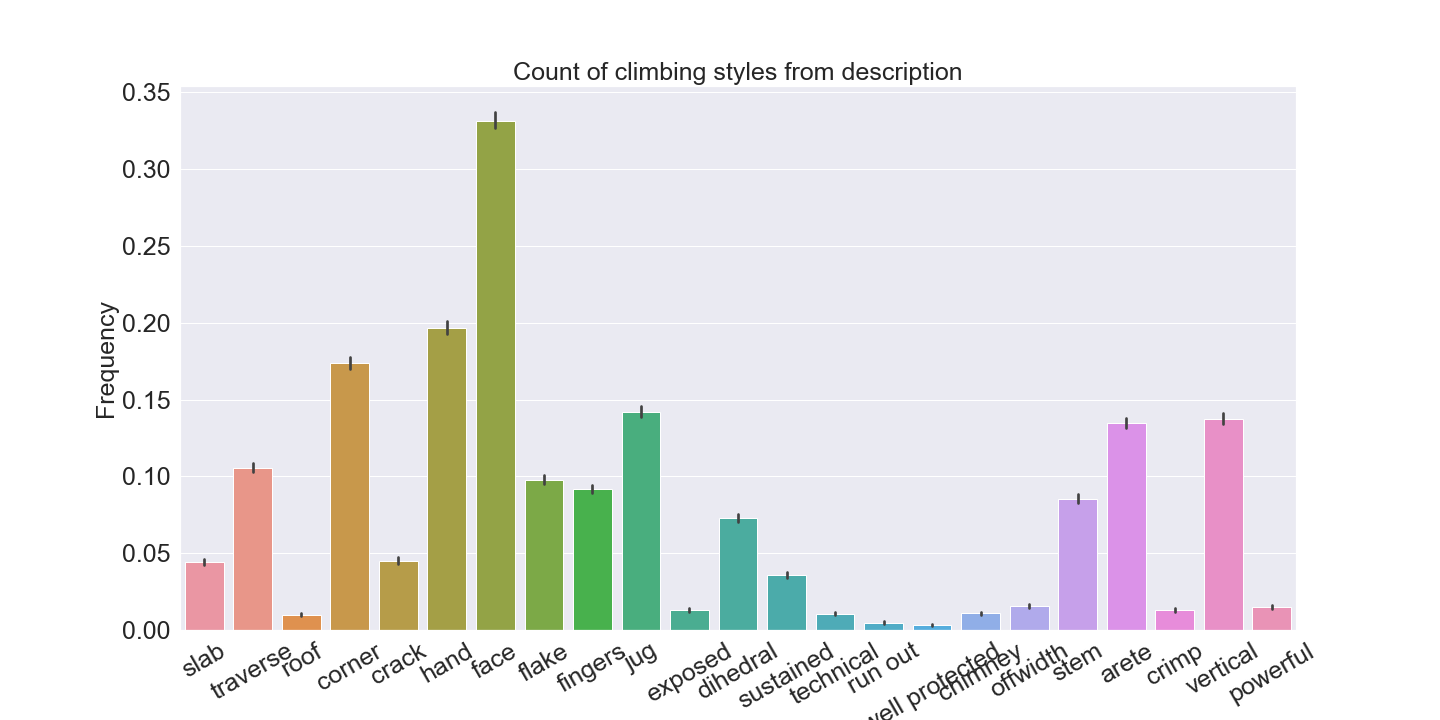 Count of climbing styles from description
Frequency
0.35
0.30
0.25
0.20
0.15
0.10
0.05
0.00
slab
traverse
roof
corner
crack
hand
face
flake
fingers
jug
exposed
dihedral
sustained
technical
run out
well protected
chimney
offwidth
stem
arete
crimp
vertical
powerful